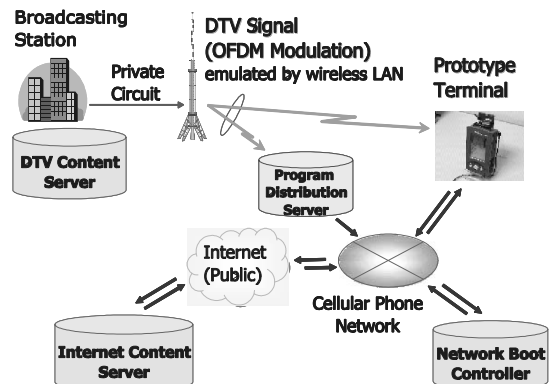 Broadcasting
Station
Private
Circuit
DTV Signal
(OFDM Modulation)
emulated by wireless LAN
Prototype
Terminal
DTV Content
Server
Program
Distribution
Server
Internet
(Public)
Cellular Phone
Network
Internet Content
Server
Network Boot
Controller